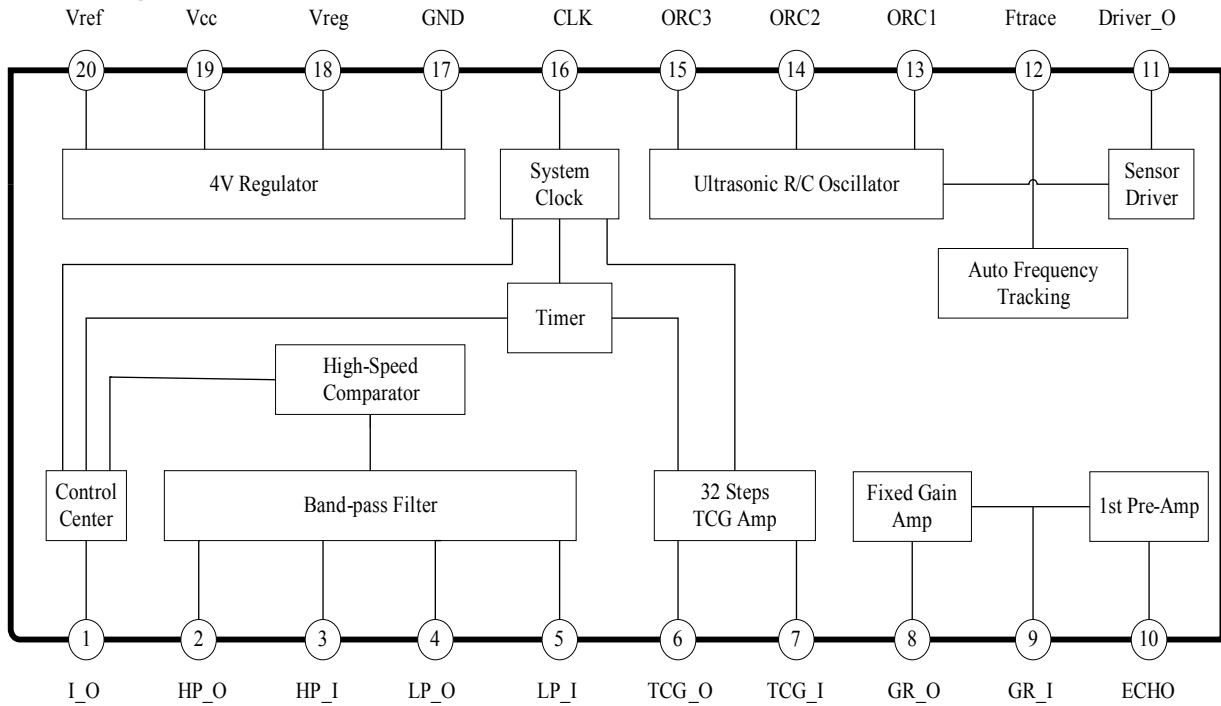 Vref Vcc Vreg GND CLK ORC3 ORC2 ORC1 Ftrace Driver_O
20 19 18 17 16 15 14 13 12 11
4V Regulator
System
Clock
Ultrasonic R/C Oscillator
Sensor
Driver
Auto Frequency
Tracking
Timer
High-Speed
Comparator
Control
Center
Band-pass Filter
32 Steps
TCG Amp
Fixed Gain
Amp
1st Pre-Amp
1 2 3 4 5 6 7 8 9 10
I_O HP_O HP_I LP_O LP_I TCG_O TCG_I GR_O GR_I ECHO